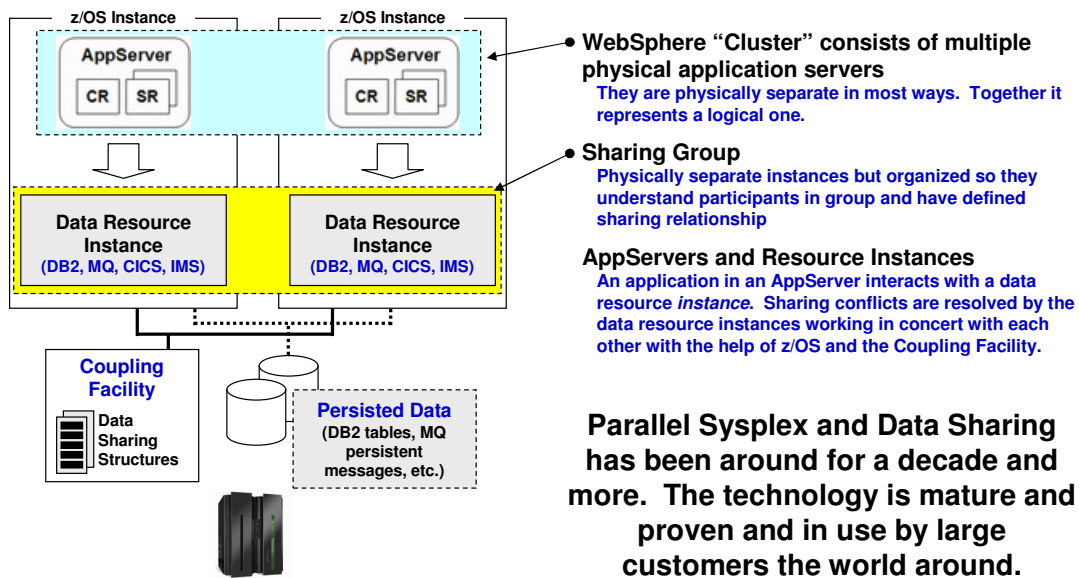 z/OS Instance
z/OS Instance
AppServer
CR
SR
AppServer
CR
SR
Data Resource
Instance
(DB2, MQ, CICS, IMS)
Data Resource
Instance
(DB2, MQ, CICS, IMS)
Coupling
Facility
Data
Sharing
Structures
Persisted Data
(DB2 tables, MQ
persistent
messages, etc.)
WebSphere “Cluster” consists of multiple
physical application servers
They are physically separate in most ways. Together it
represents a logical one.
Sharing Group
Physically separate instances but organized so they
understand participants in group and have defined
sharing relationship
AppServers and Resource Instances
An application in an AppServer interacts with a data
resource instance. Sharing conflicts are resolved by the
data resource instances working in concert with each
other with the help of z/OS and the Coupling Facility.
Parallel Sysplex and Data Sharing
has been around for a decade and
more. The technology is mature and
proven and in use by large
customers the world around.